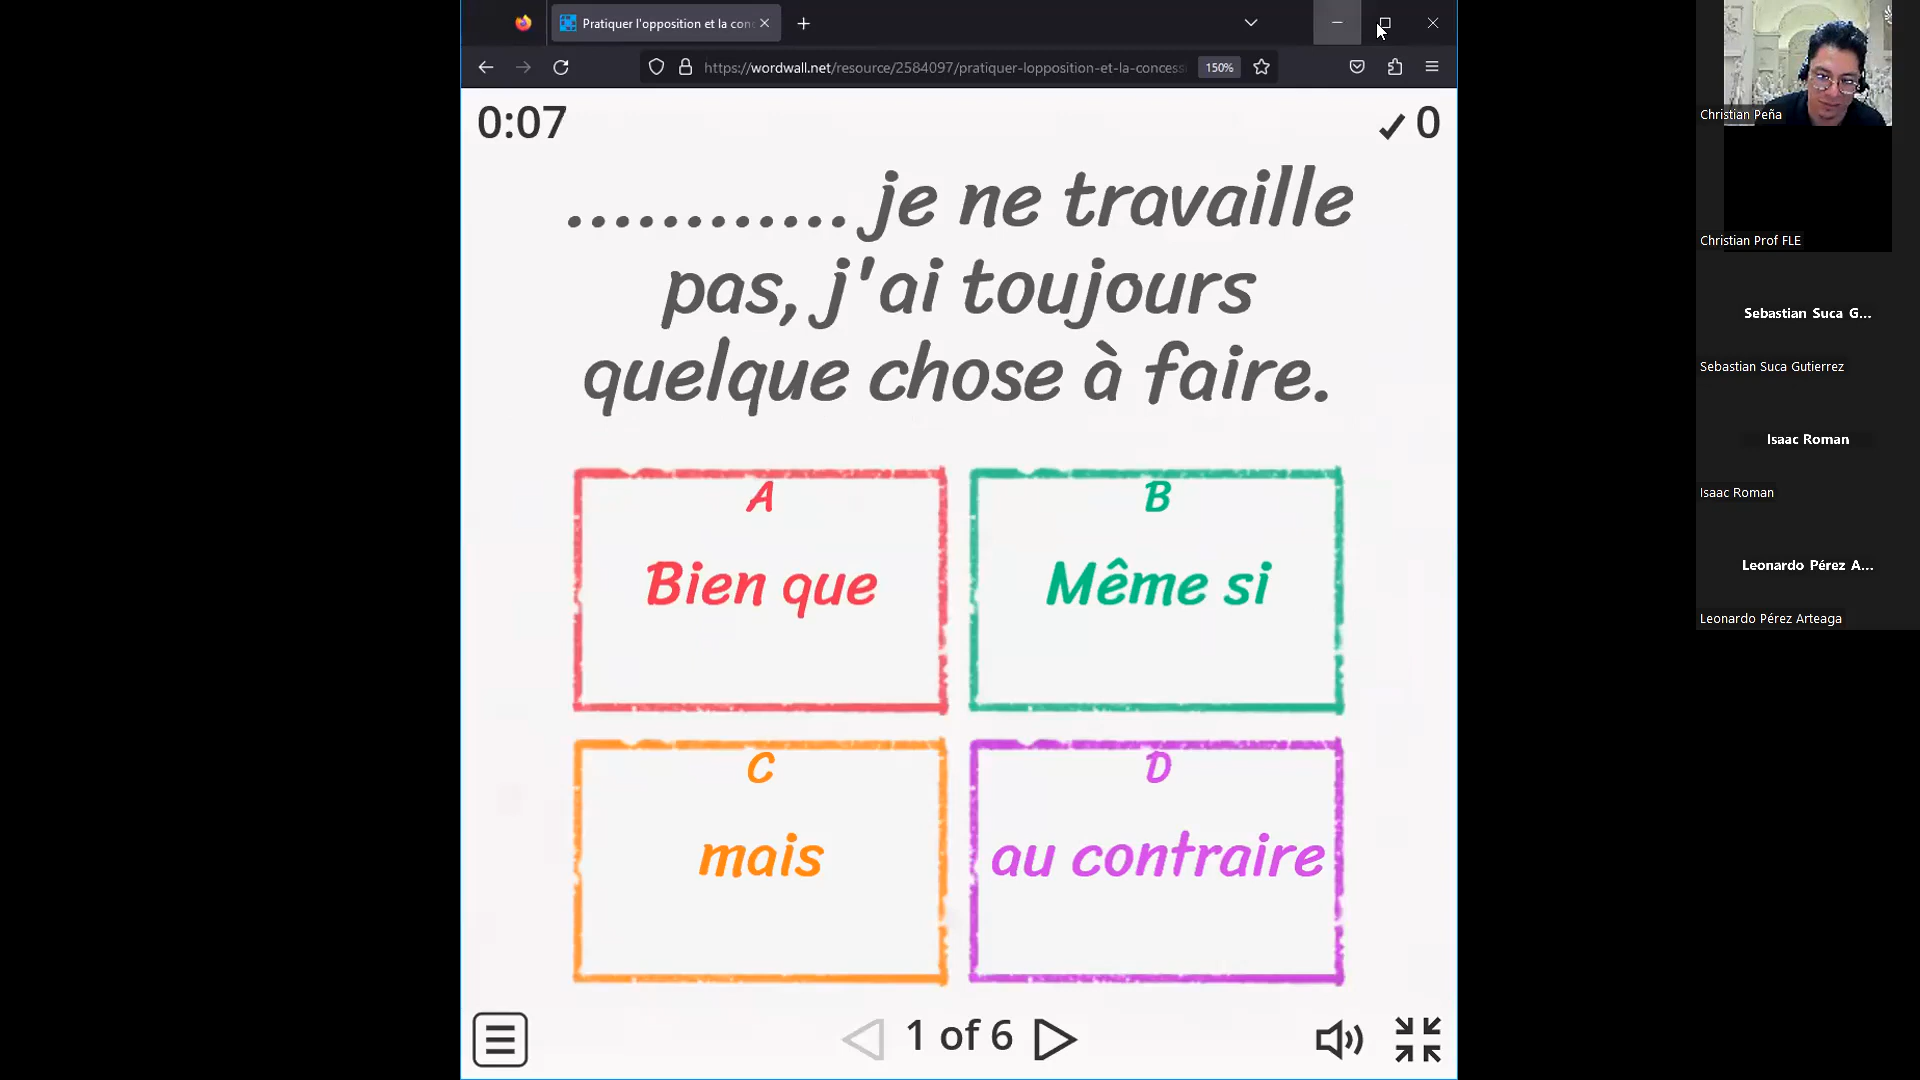 Pratiquer l'opposition et la conc
https://wordwall.net/resource/2584097/pratiquer-lopposition-et-la-concess
150%
0:07
0
............ je ne travaille
pas, j'ai toujours
quelque chose à faire.
A
Bien que
B
Même si
C
mais
D
au contraire
1 of 6
Christian Peña
Christian Prof FLE
Sebastian Suca G...
Sebastian Suca Gutierrez
Isaac Roman
Isaac Roman
Leonardo Pérez A...
Leonardo Pérez Arteaga